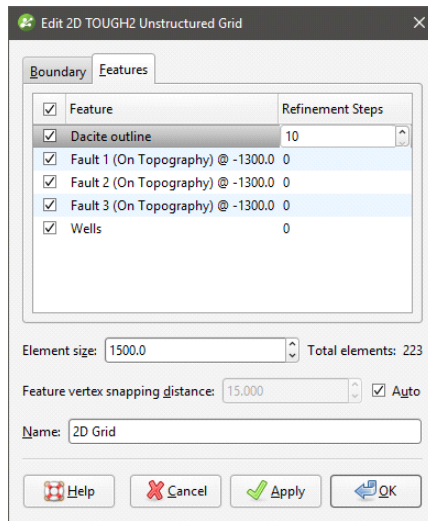 Edit 2D TOUGH2 Unstructured Grid
Boundary Features
Feature Refinement Steps
Dacite outline 10
Fault 1 (On Topography) @ -1300.0 0
Fault 2 (On Topography) @ -1300.0 0
Fault 3 (On Topography) @ -1300.0 0
Wells 0
Element size: 1500.0 Total elements: 223
Feature vertex snapping distance: 15.000 Auto
Name: 2D Grid
Help Cancel Apply OK